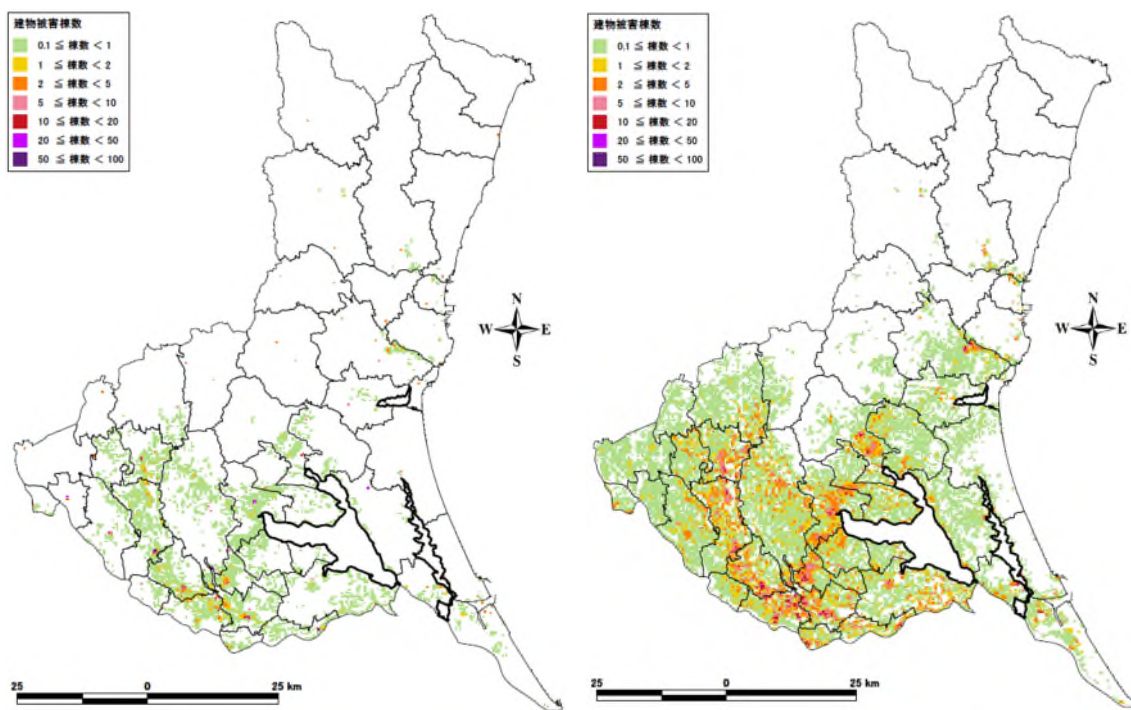 建物被害棟数
0.1 ≦ 棟数 < 1
1 ≦ 棟数 < 2
2 ≦ 棟数 < 5
5 ≦ 棟数 < 10
10 ≦ 棟数 < 20
20 ≦ 棟数 < 50
50 ≦ 棟数 < 100
N
W E
S
25 0 25 km
建物被害棟数
0.1 ≦ 棟数 < 1
1 ≦ 棟数 < 2
2 ≦ 棟数 < 5
5 ≦ 棟数 < 10
10 ≦ 棟数 < 20
20 ≦ 棟数 < 50
50 ≦ 棟数 < 100
N
W E
S
25 0 25 km